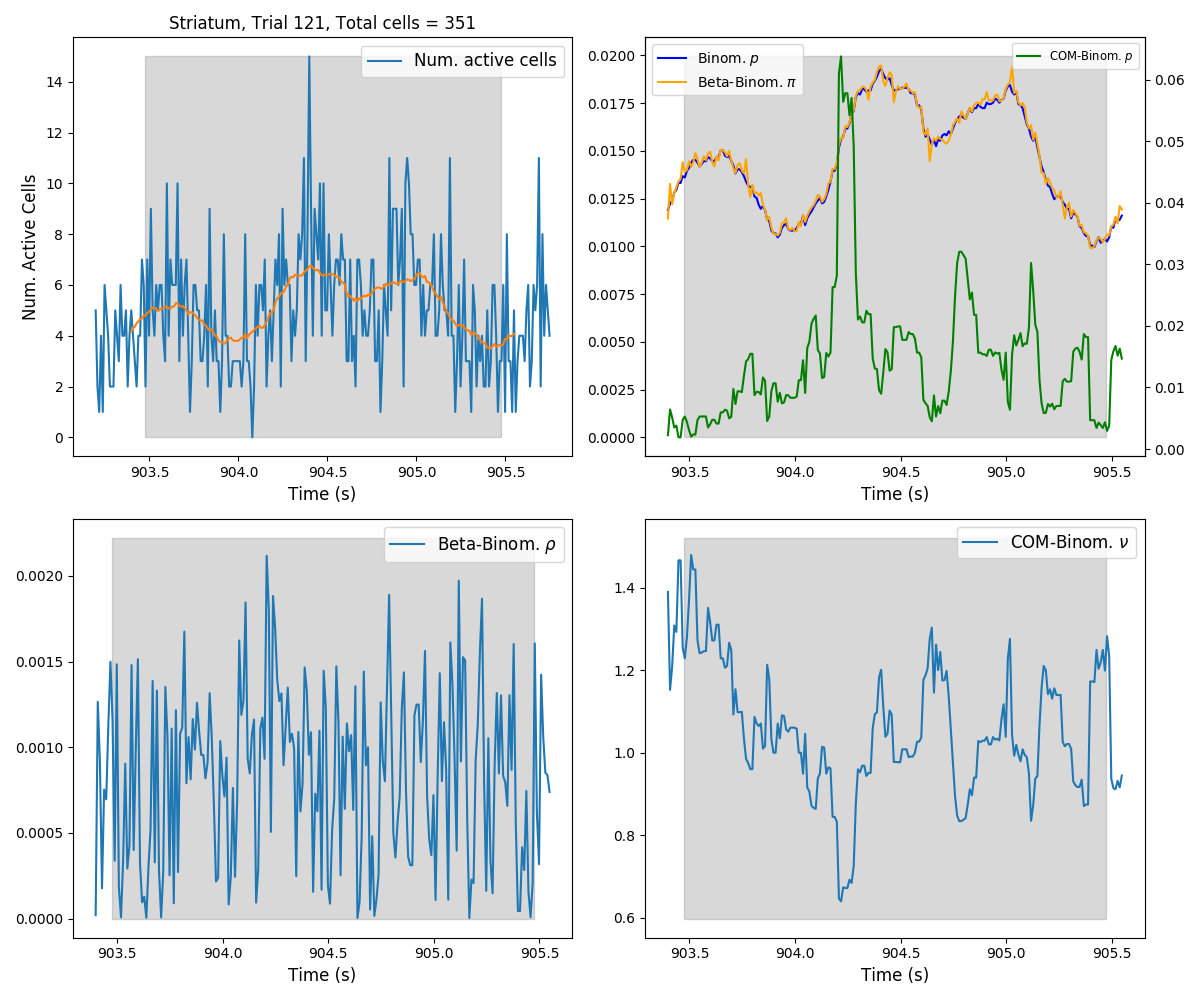 Striatum, Trial 121, Total cells = 351
Num. active cells
Num. Active Cells
14
12
10
8
6
4
2
0
903.5 904.0 904.5 905.0 905.5
Time (s)
Binom. p
Beta-Binom. π
COM-Binom. p
0.0200
0.0175
0.0150
0.0125
0.0100
0.0075
0.0050
0.0025
0.0000
0.06
0.05
0.04
0.03
0.02
0.01
0.00
903.5 904.0 904.5 905.0 905.5
Time (s)
Beta-Binom. ρ
0.0020
0.0015
0.0010
0.0005
0.0000
903.5 904.0 904.5 905.0 905.5
Time (s)
COM-Binom. ν
1.4
1.2
1.0
0.8
0.6
903.5 904.0 904.5 905.0 905.5
Time (s)